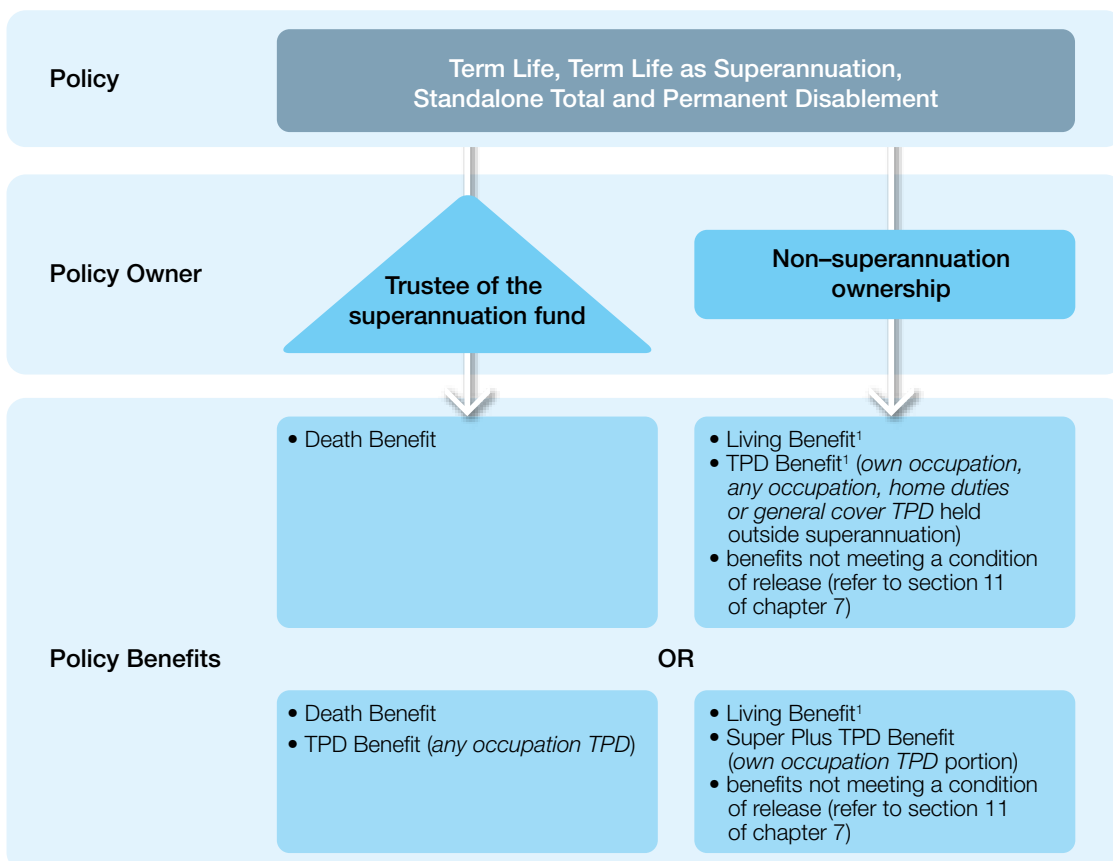 Policy
Term Life, Term Life as Superannuation,
Standalone Total and Permanent Disablement
Policy Owner
Trustee of the
superannuation fund
Non–superannuation
ownership
Policy Benefits
• Death Benefit
• Living Benefit¹
• TPD Benefit¹ (own occupation,
any occupation, home duties
or general cover TPD held
outside superannuation)
• benefits not meeting a condition
of release (refer to section 11
of chapter 7)
OR
• Death Benefit
• TPD Benefit (any occupation TPD)
• Living Benefit¹
• Super Plus TPD Benefit
(own occupation TPD portion)
• benefits not meeting a condition
of release (refer to section 11
of chapter 7)